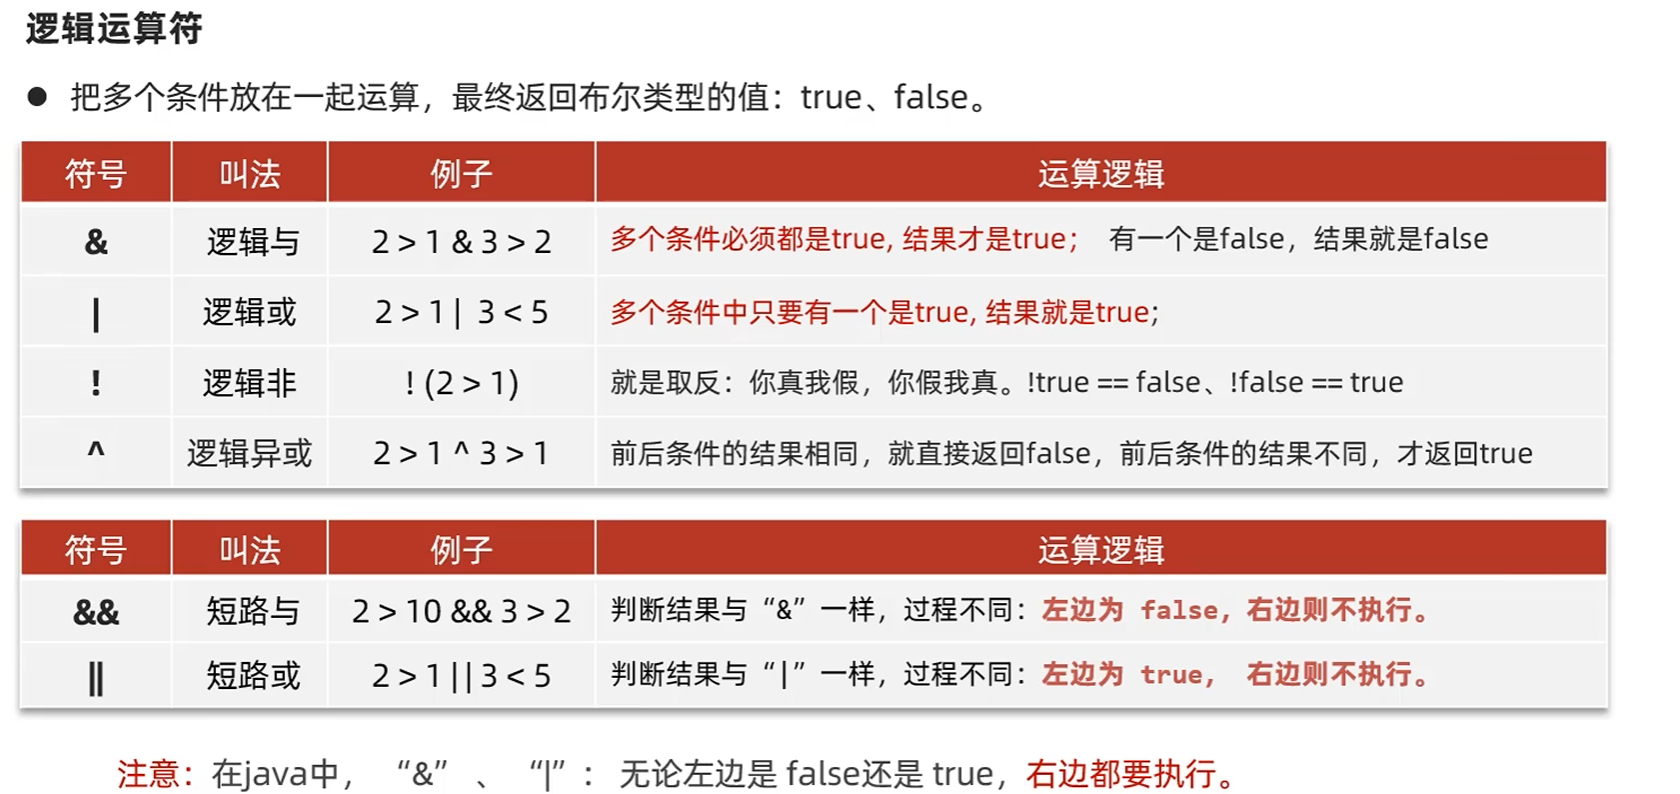 逻辑运算符
● 把多个条件放在一起运算，最终返回布尔类型的值：true、false。
符号 叫法 例子 运算逻辑
& 逻辑与 2 > 1 & 3 > 2 多个条件必须都是true, 结果才是true； 有一个是false，结果就是false
| 逻辑或 2 > 1 | 3 < 5 多个条件中只要有一个是true, 结果就是true;
! 逻辑非 ! (2 > 1) 就是取反：你真我假，你假我真。!true == false、!false == true
^ 逻辑异或 2 > 1 ^ 3 > 1 前后条件的结果相同，就直接返回false，前后条件的结果不同，才返回true
符号 叫法 例子 运算逻辑
&& 短路与 2 > 10 && 3 > 2 判断结果与“&”一样，过程不同：左边为 false，右边则不执行。
|| 短路或 2 > 1 || 3 < 5 判断结果与“|”一样，过程不同：左边为 true， 右边则不执行。
注意：在java中， “&” 、 “|” ： 无论左边是 false还是 true，右边都要执行。